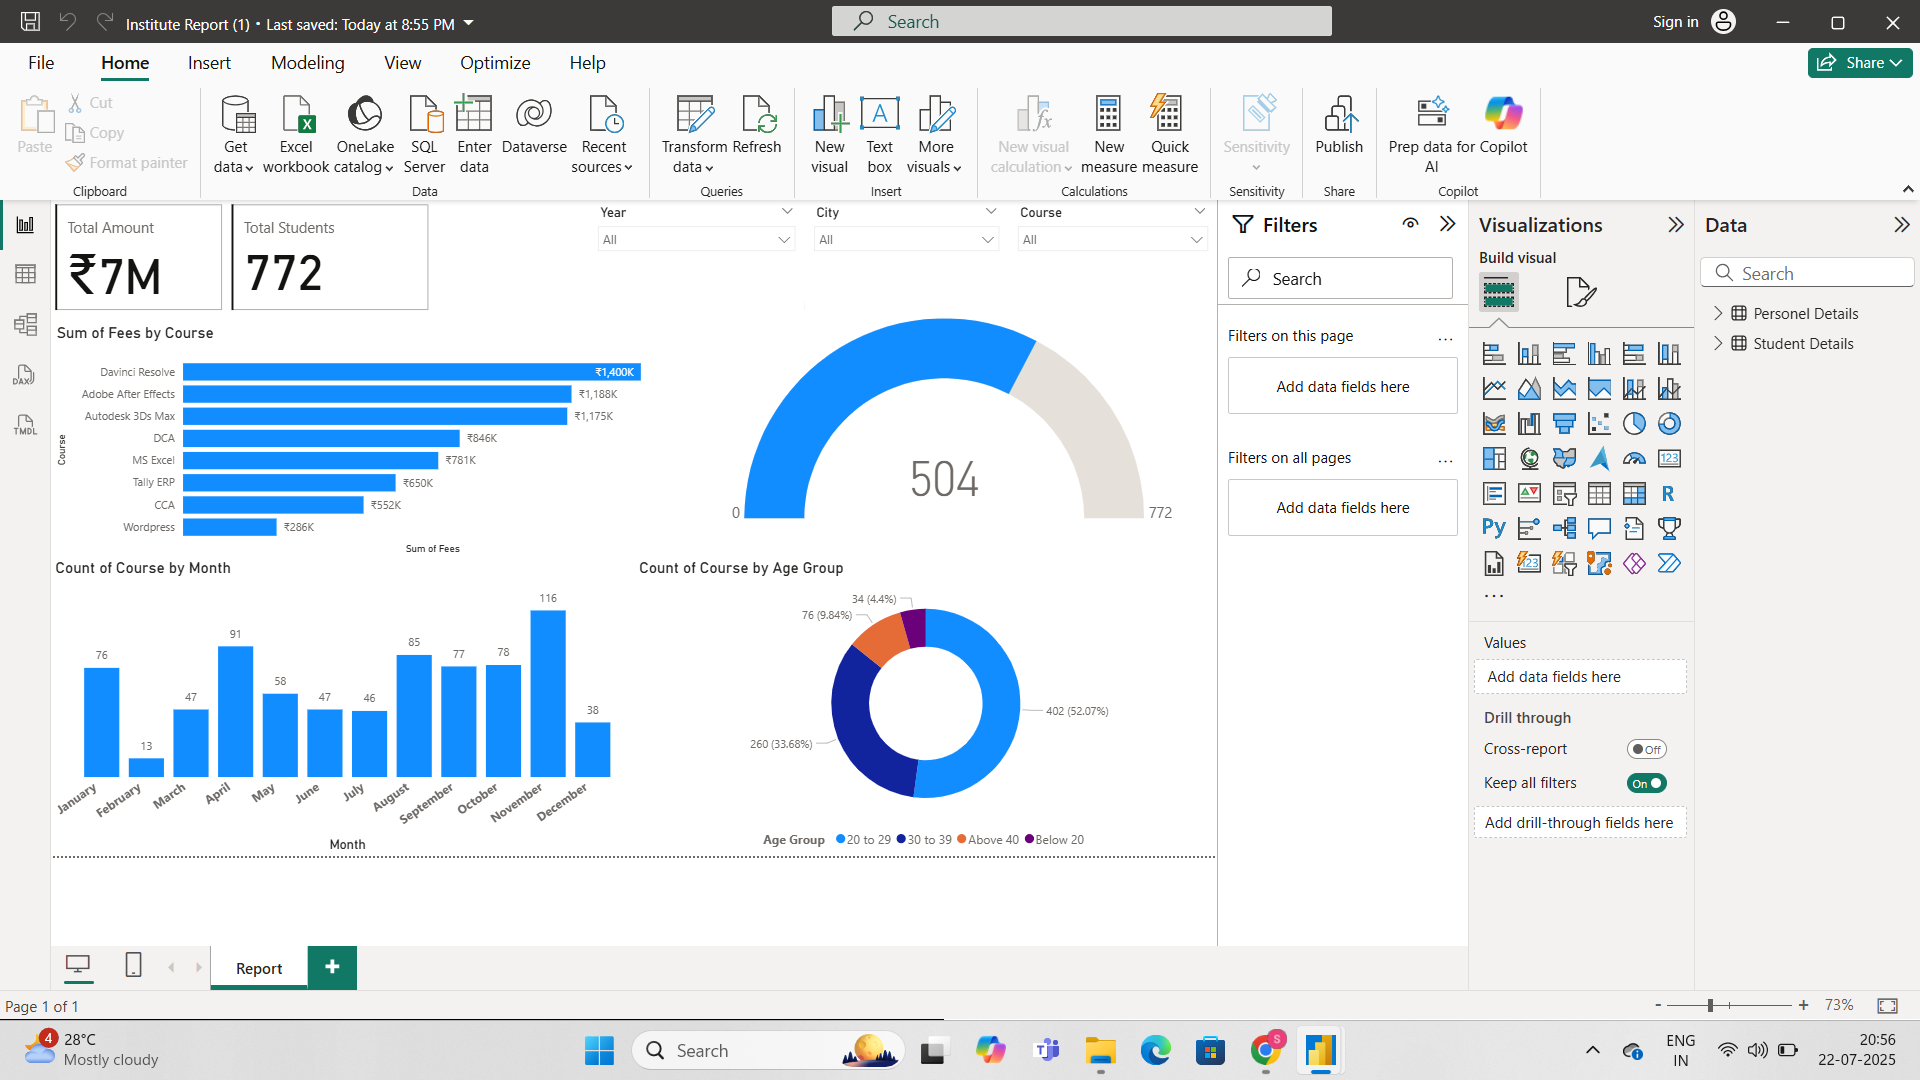 Institute Report (1) • Last saved: Today at 8:55 PM
Search
Sign in
File
Home
Insert
Modeling
View
Optimize
Help
Share
Paste
Cut
Copy
Format painter
Clipboard
Get data
Excel workbook
OneLake catalog
SQL Server
Enter data
Dataverse
Recent sources
Data
Transform data
Refresh
Queries
New visual
Text box
More visuals
Insert
New visual calculation
New measure
Quick measure
Calculations
Sensitivity
Sensitivity
Publish
Share
Prep data for AI
Copilot
Copilot
Total Amount
₹7M
Total Students
772
Year
All
City
All
Course
All
Sum of Fees by Course
Course
Davinci Resolve ₹1,400K
Adobe After Effects ₹1,188K
Autodesk 3Ds Max ₹1,175K
DCA ₹846K
MS Excel ₹781K
Tally ERP ₹650K
CCA ₹552K
Wordpress ₹286K
Sum of Fees
504
0
772
Count of Course by Month
76
13
47
91
58
47
46
85
77
78
116
38
January
February
March
April
May
June
July
August
September
October
November
December
Month
Count of Course by Age Group
34 (4.4%)
76 (9.84%)
402 (52.07%)
260 (33.68%)
Age Group 20 to 29 30 to 39 Above 40 Below 20
Filters
Search
Filters on this page
...
Add data fields here
Filters on all pages
...
Add data fields here
Visualizations
Build visual
123
R
Py
123
...
Values
Add data fields here
Drill through
Cross-report
Off
Keep all filters
On
Add drill-through fields here
Data
Search
Personel Details
Student Details
DAX
TMDL
Report
+
Page 1 of 1
- + 73%
4
28°C
Mostly cloudy
Search
S
ENG
IN
20:56
22-07-2025